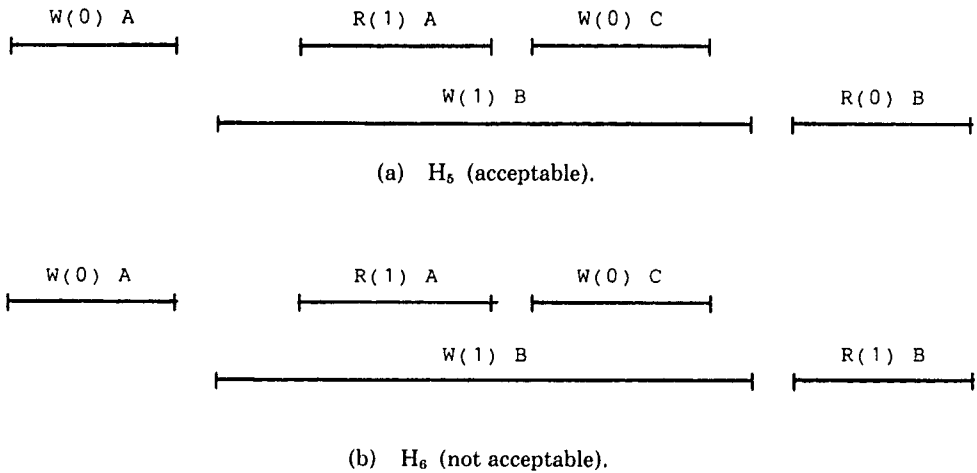 W(0) A R(1) A W(0) C
W(1) B R(0) B
(a) H₅ (acceptable).
W(0) A R(1) A W(0) C
W(1) B R(1) B
(b) H₆ (not acceptable).